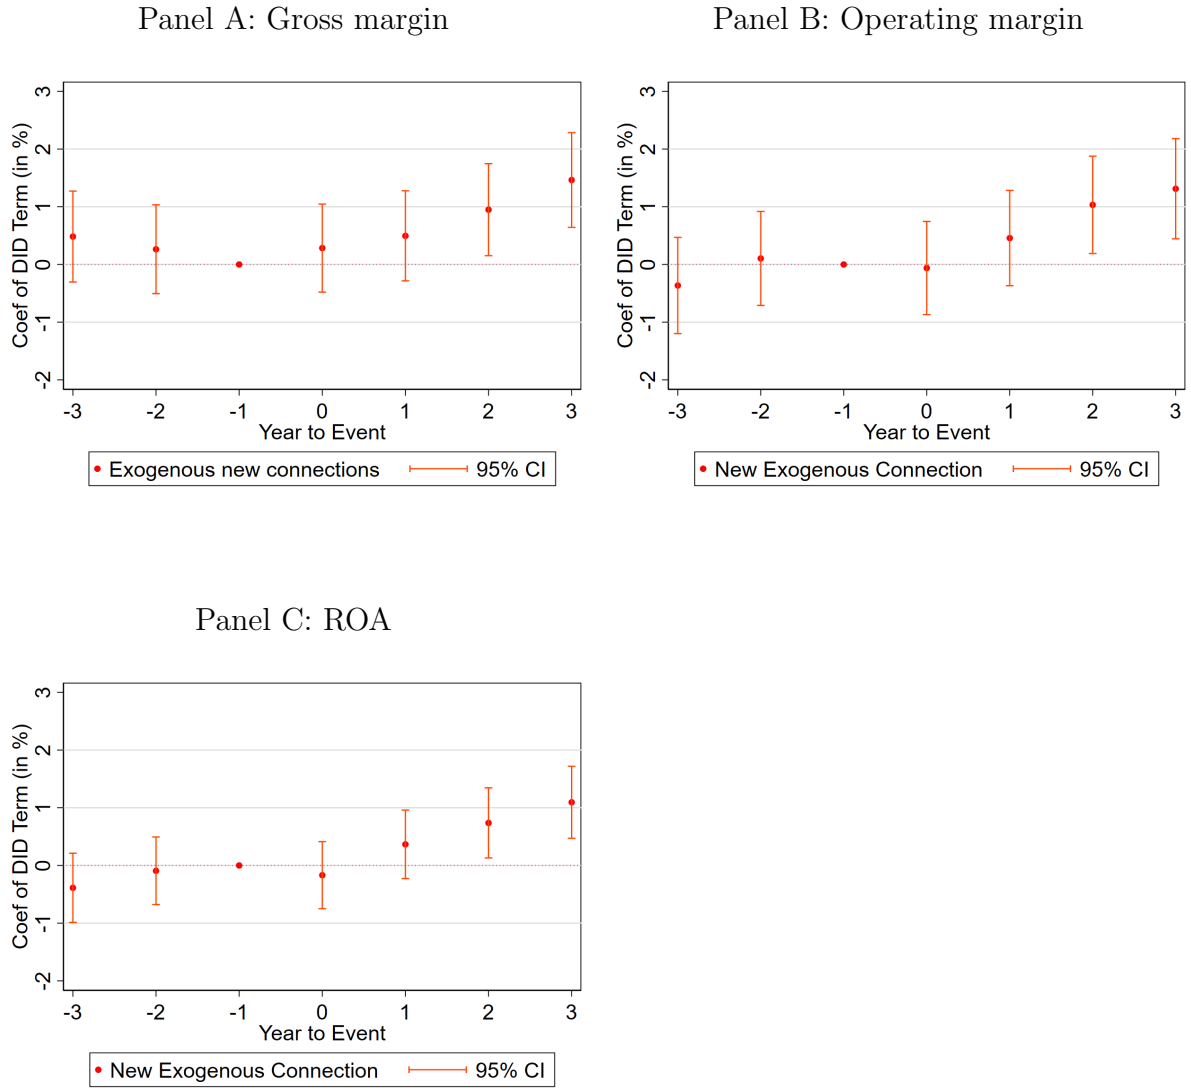 Panel A: Gross margin
Coef of DID Term (in %)
3
2
1
0
-1
-2
-3 -2 -1 0 1 2 3
Year to Event
Exogenous new connections 95% CI
Panel B: Operating margin
Coef of DID Term (in %)
3
2
1
0
-1
-2
-3 -2 -1 0 1 2 3
Year to Event
New Exogenous Connection 95% CI
Panel C: ROA
Coef of DID Term (in %)
3
2
1
0
-1
-2
-3 -2 -1 0 1 2 3
Year to Event
New Exogenous Connection 95% CI